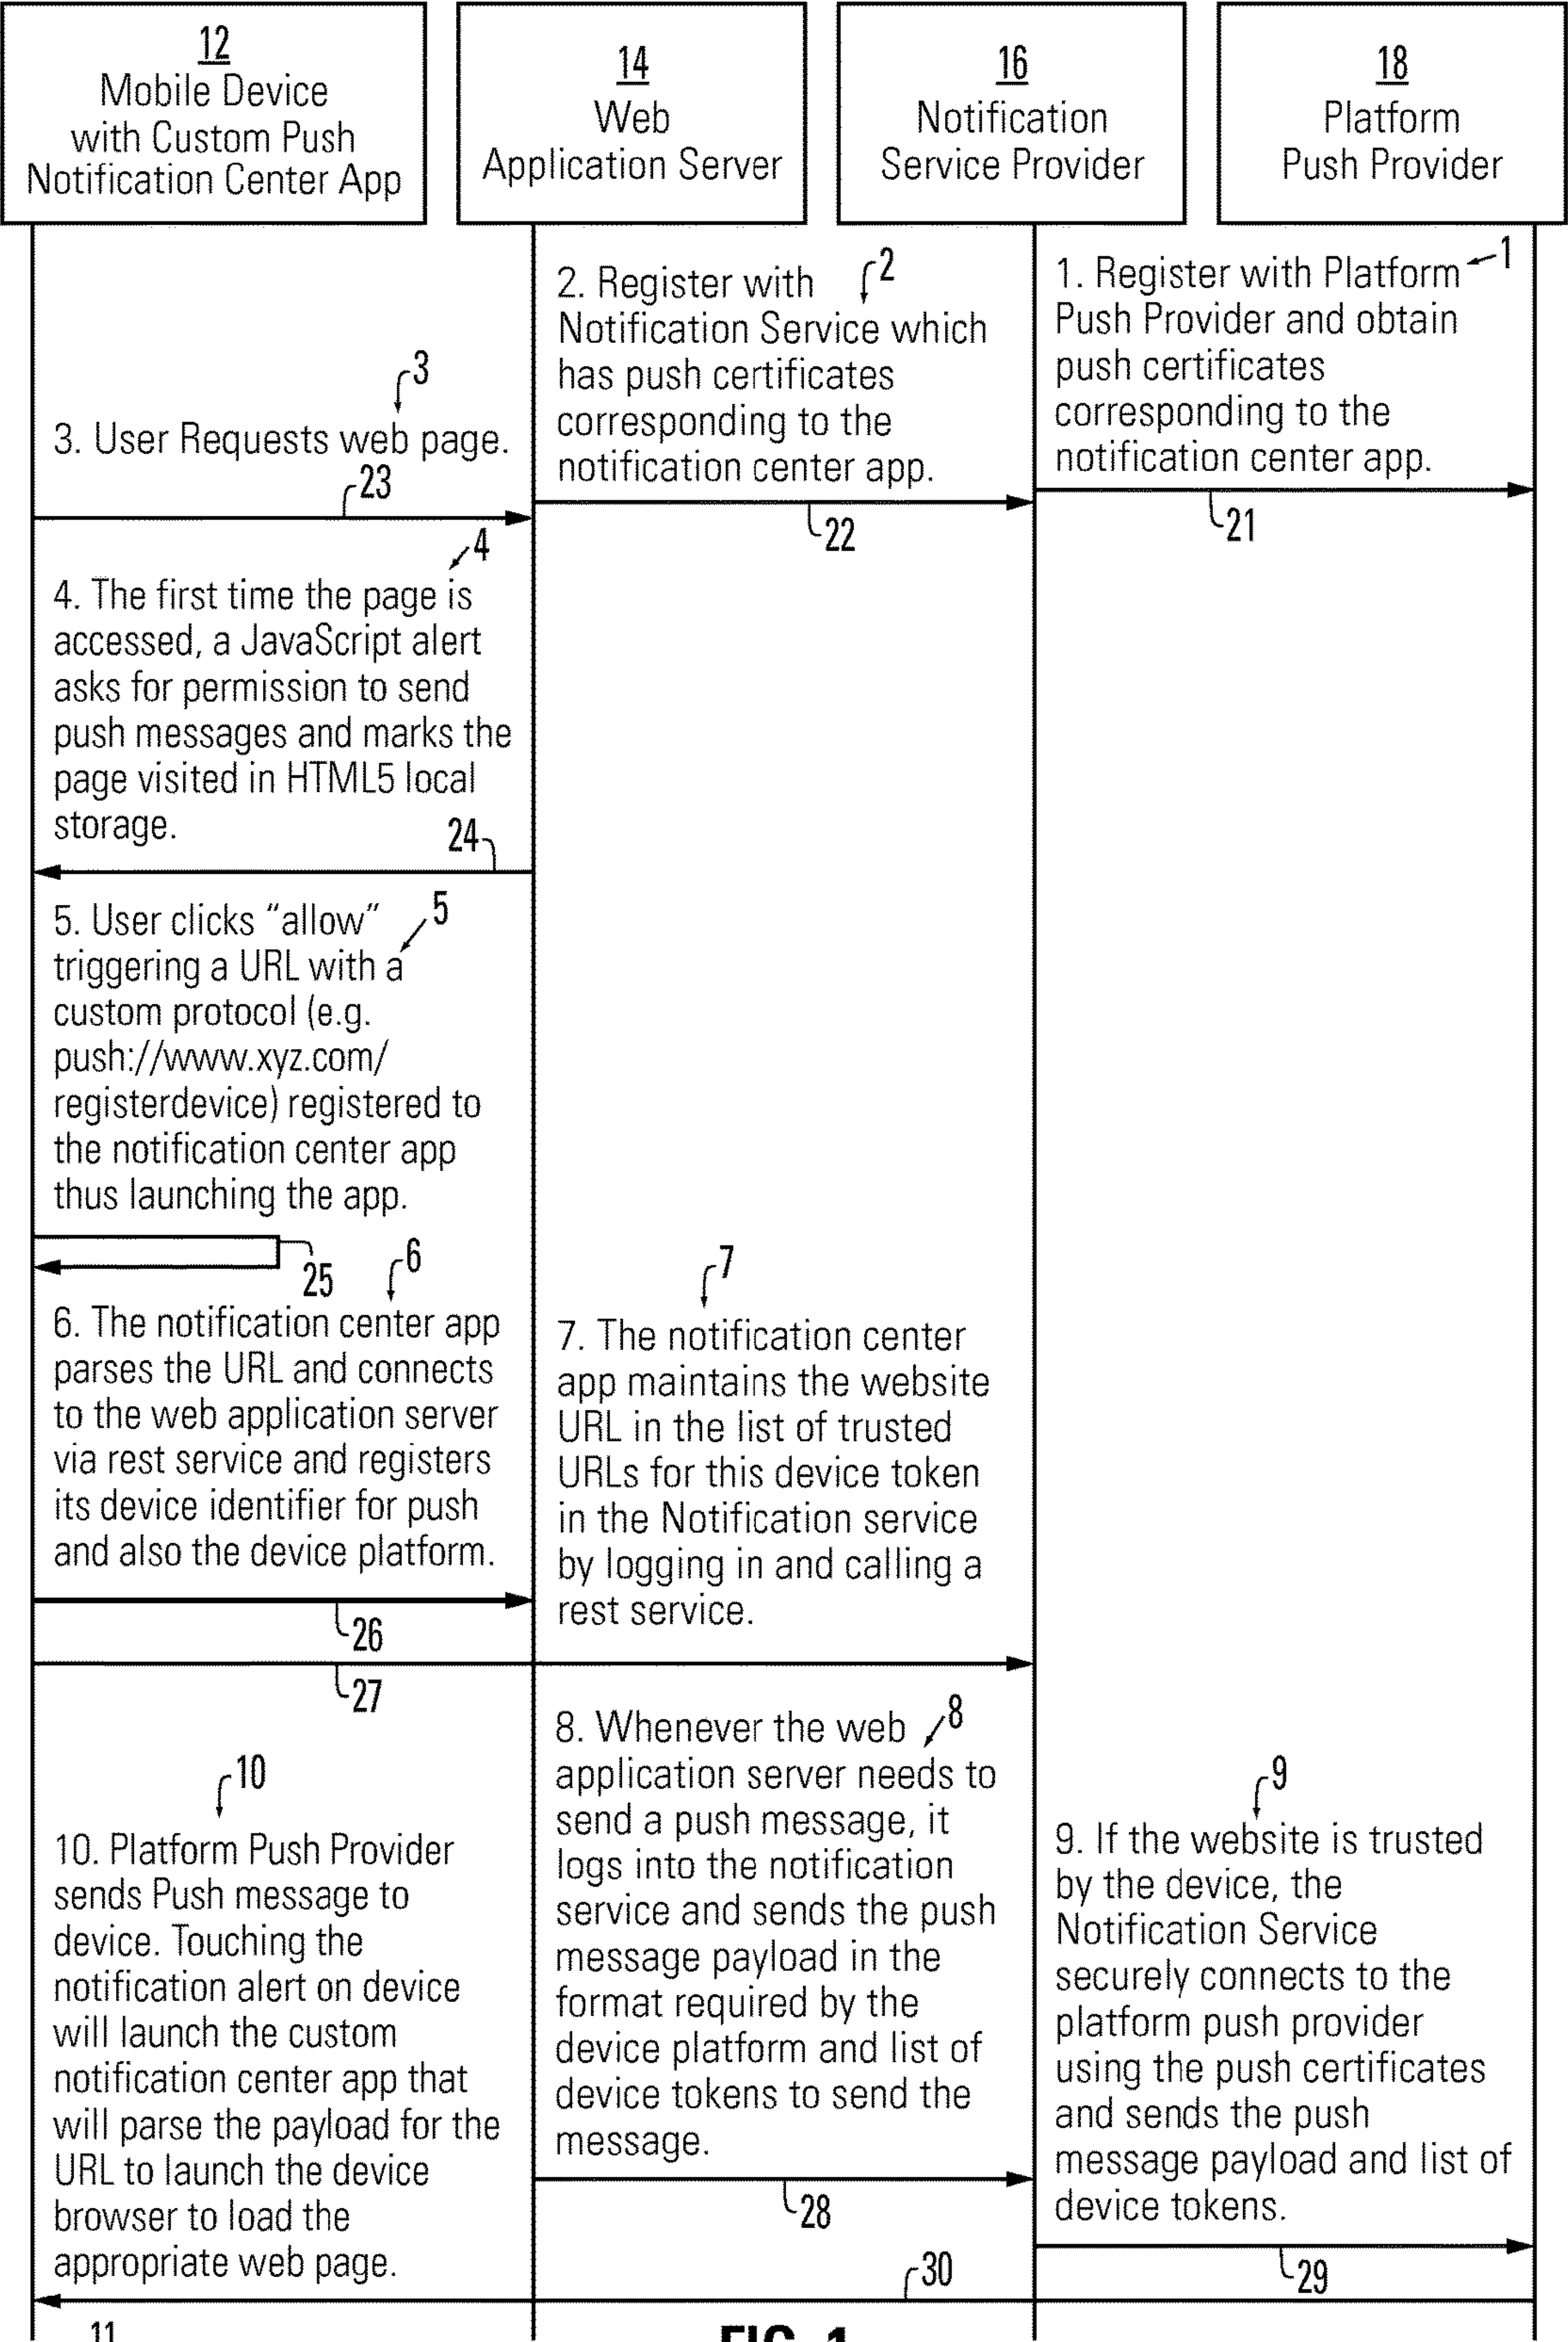 12
Mobile Device
with Custom Push
Notification Center App
14
Web
Application Server
16
Notification
Service Provider
18
Platform
Push Provider
1
1. Register with Platform
Push Provider and obtain
push certificates
corresponding to the
notification center app.
21
2
2. Register with
Notification Service which
has push certificates
corresponding to the
notification center app.
22
3
3. User Requests web page.
23
4
4. The first time the page is
accessed, a JavaScript alert
asks for permission to send
push messages and marks the
page visited in HTML5 local
storage.
24
5
5. User clicks “allow”
triggering a URL with a
custom protocol (e.g.
push://www.xyz.com/
registerdevice) registered to
the notification center app
thus launching the app.
25
6
6. The notification center app
parses the URL and connects
to the web application server
via rest service and registers
its device identifier for push
and also the device platform.
26
7
7. The notification center
app maintains the website
URL in the list of trusted
URLs for this device token
in the Notification service
by logging in and calling a
rest service.
27
8
8. Whenever the web
application server needs to
send a push message, it
logs into the notification
service and sends the push
message payload in the
format required by the
device platform and list of
device tokens to send the
message.
28
9
9. If the website is trusted
by the device, the
Notification Service
securely connects to the
platform push provider
using the push certificates
and sends the push
message payload and list of
device tokens.
29
10
10. Platform Push Provider
sends Push message to
device. Touching the
notification alert on device
will launch the custom
notification center app that
will parse the payload for the
URL to launch the device
browser to load the
appropriate web page.
30
11
FIG. 1